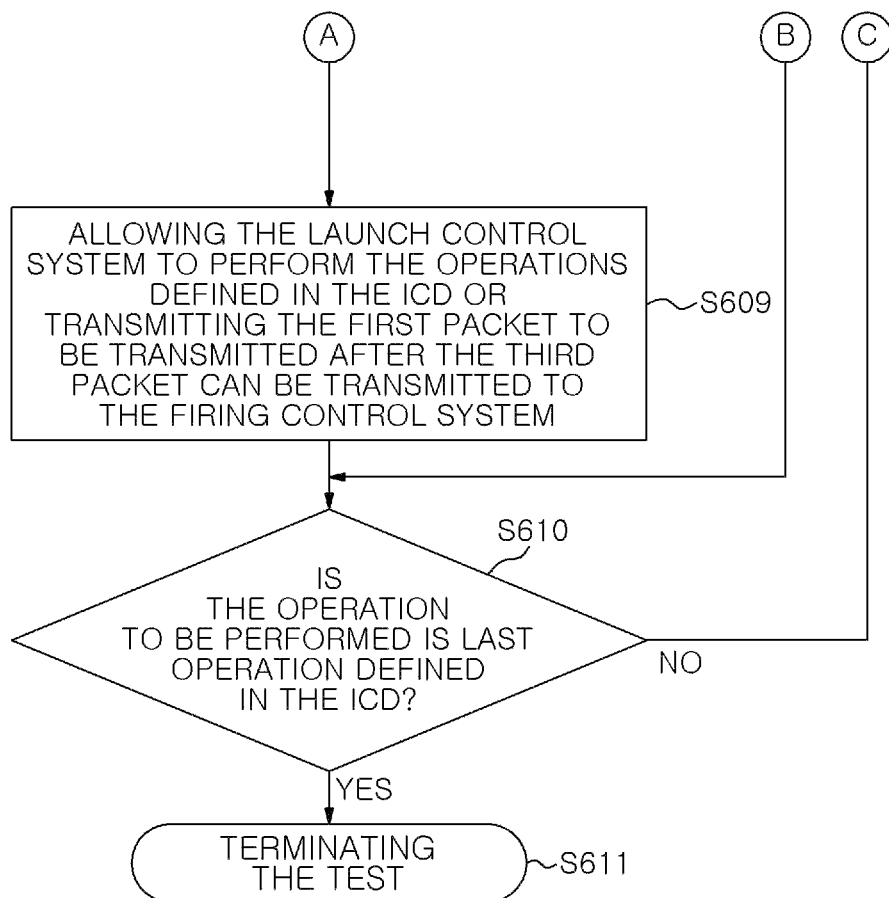 A
B
C
ALLOWING THE LAUNCH CONTROL
SYSTEM TO PERFORM THE OPERATIONS
DEFINED IN THE ICD OR
TRANSMITTING THE FIRST PACKET TO
BE TRANSMITTED AFTER THE THIRD
PACKET CAN BE TRANSMITTED TO
THE FIRING CONTROL SYSTEM
S609
S610
IS
THE OPERATION
TO BE PERFORMED IS LAST
OPERATION DEFINED
IN THE ICD?
NO
YES
TERMINATING
THE TEST
S611